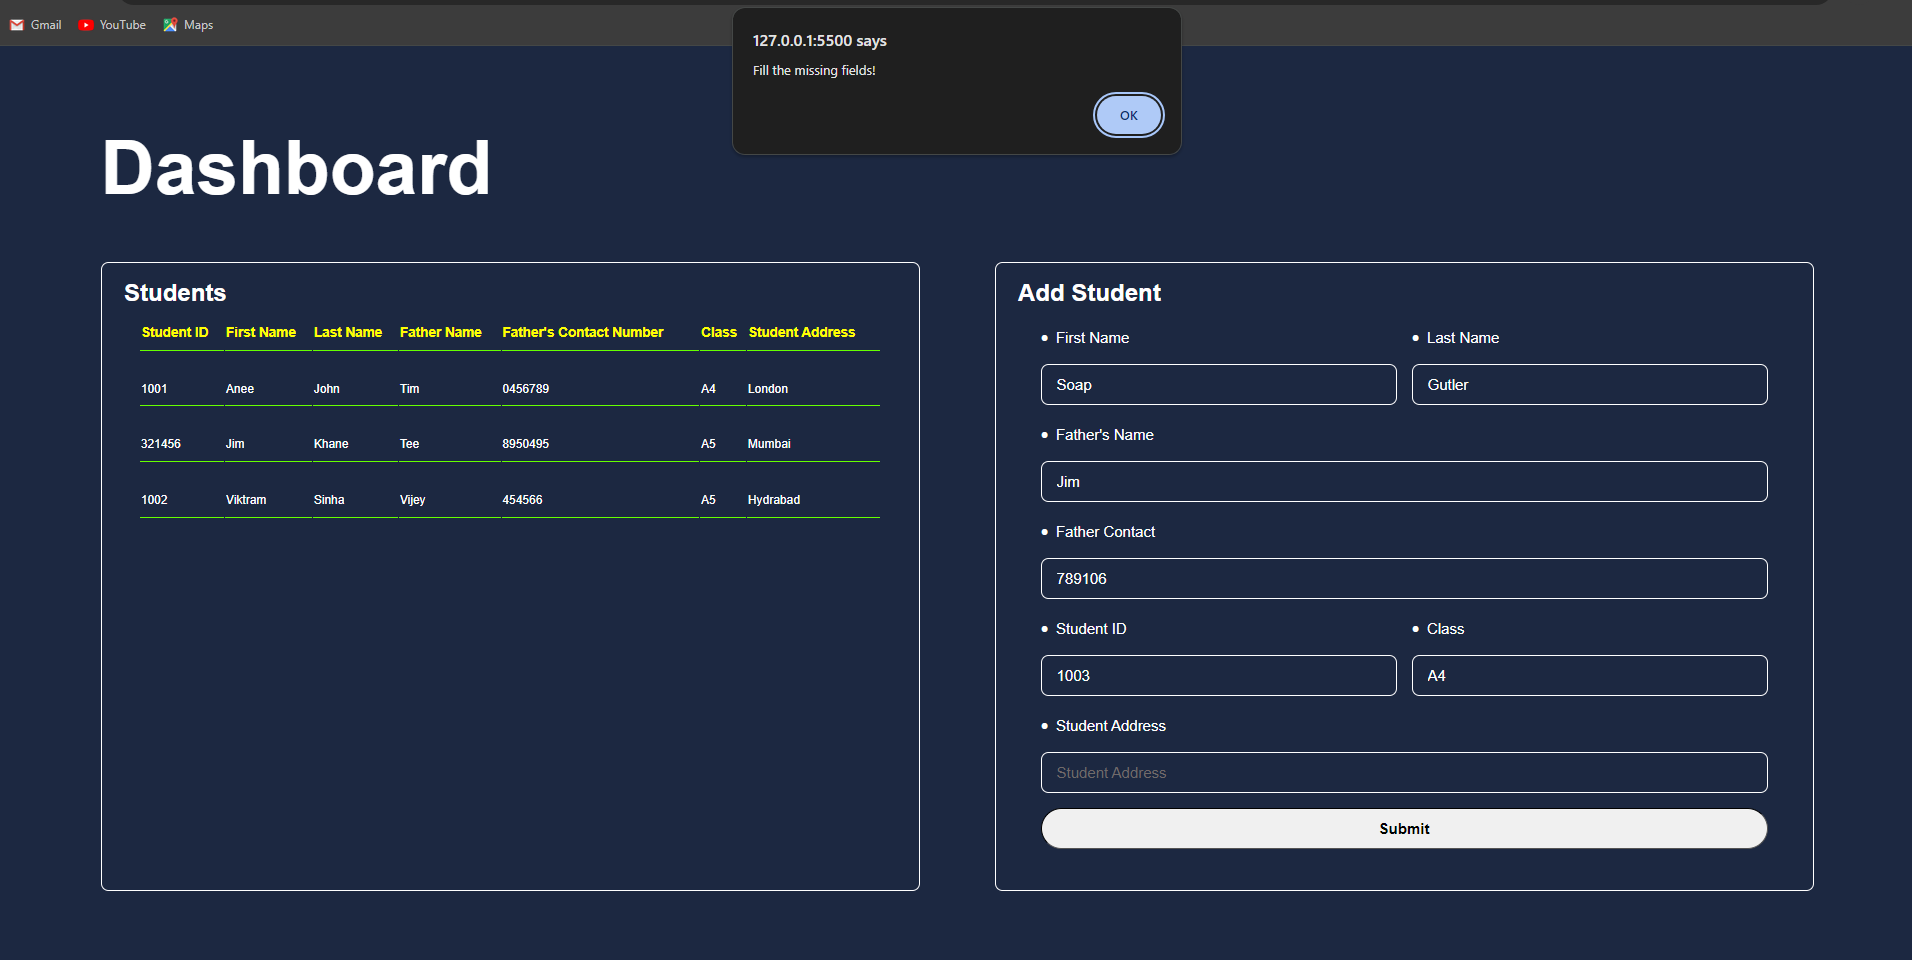 Gmail YouTube Maps
127.0.0.1:5500 says
Fill the missing fields!
OK
Dashboard
Students
Student ID First Name Last Name Father Name Father's Contact Number Class Student Address
1001 Anee John Tim 0456789 A4 London
321456 Jim Khane Tee 8950495 A5 Mumbai
1002 Viktram Sinha Vijey 454566 A5 Hydrabad
Add Student
First Name Last Name
Soap Gutler
Father's Name
Jim
Father Contact
789106
Student ID Class
1003 A4
Student Address
Student Address
Submit